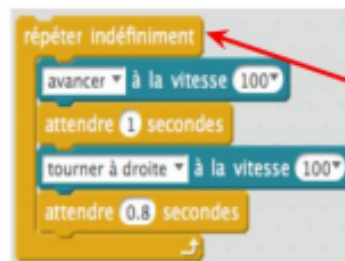 répéter indéfiniment
avancer à la vitesse 100
attendre 1 secondes
tourner à droite à la vitesse 100
attendre 0.8 secondes